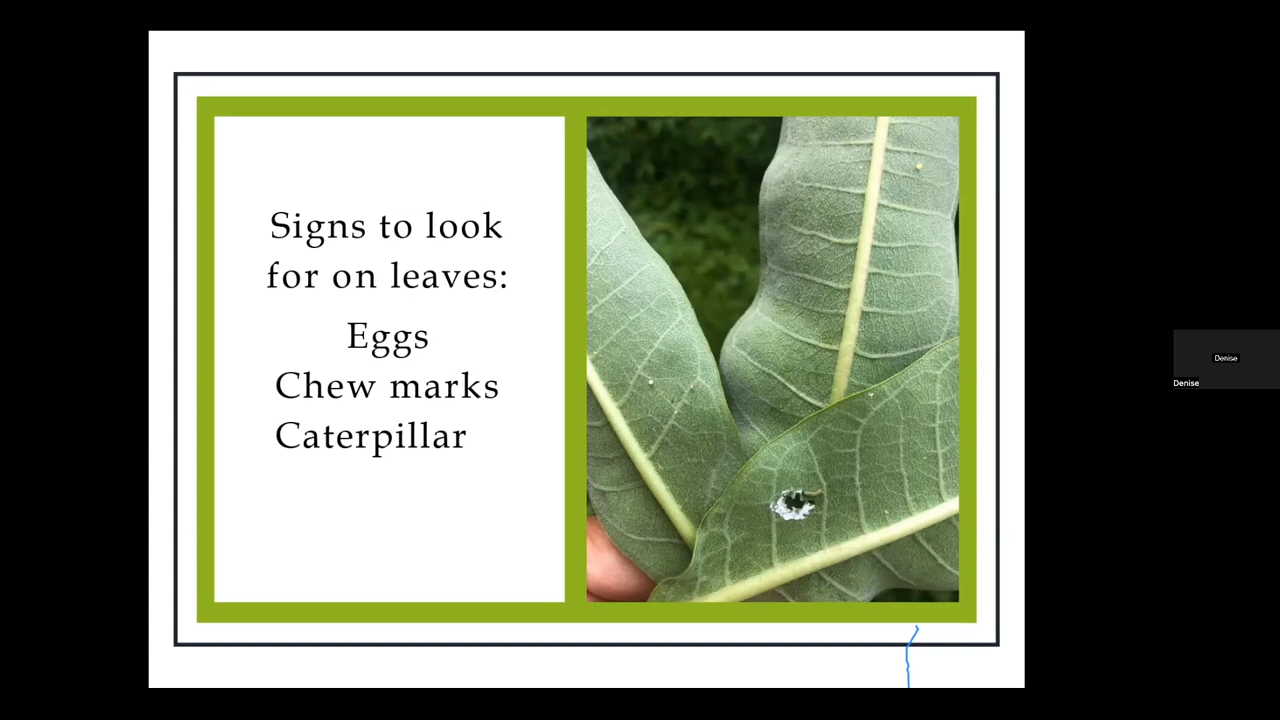 Signs to look
for on leaves:
Eggs
Chew marks
Caterpillar
Denise
Denise